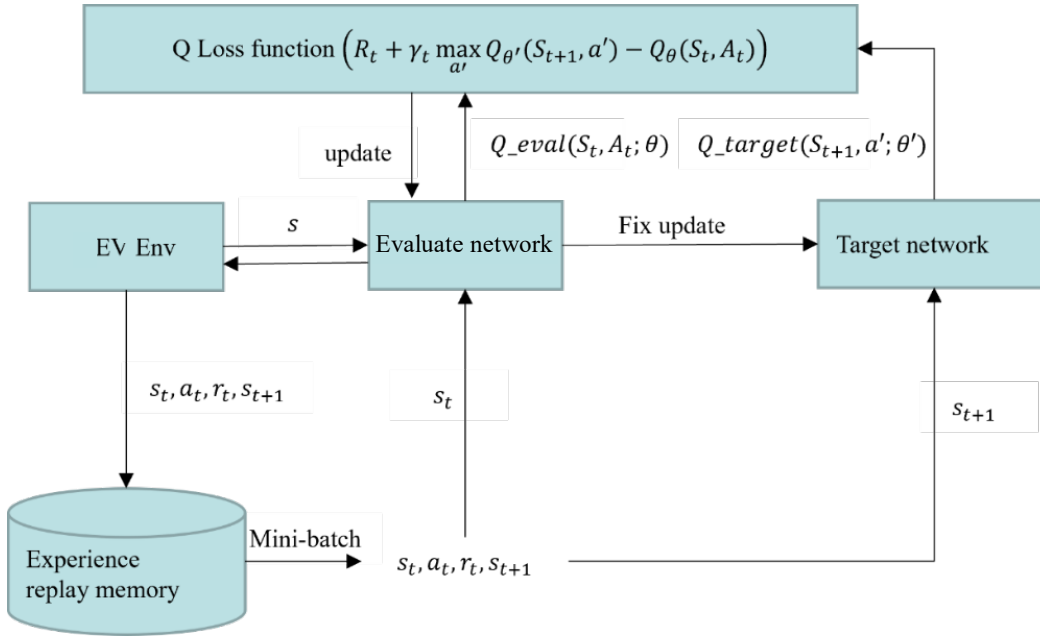 Q Loss function (R_t + γ_t max_{a′} Q_{θ′}(S_{t+1}, a′) − Q_θ(S_t, A_t))
update
Q_eval(S_t, A_t; θ)
Q_target(S_{t+1}, a′; θ′)
EV Env
s
Evaluate network
Fix update
Target network
s_t, a_t, r_t, s_{t+1}
s_t
s_{t+1}
Experience
replay memory
Mini-batch
s_t, a_t, r_t, s_{t+1}